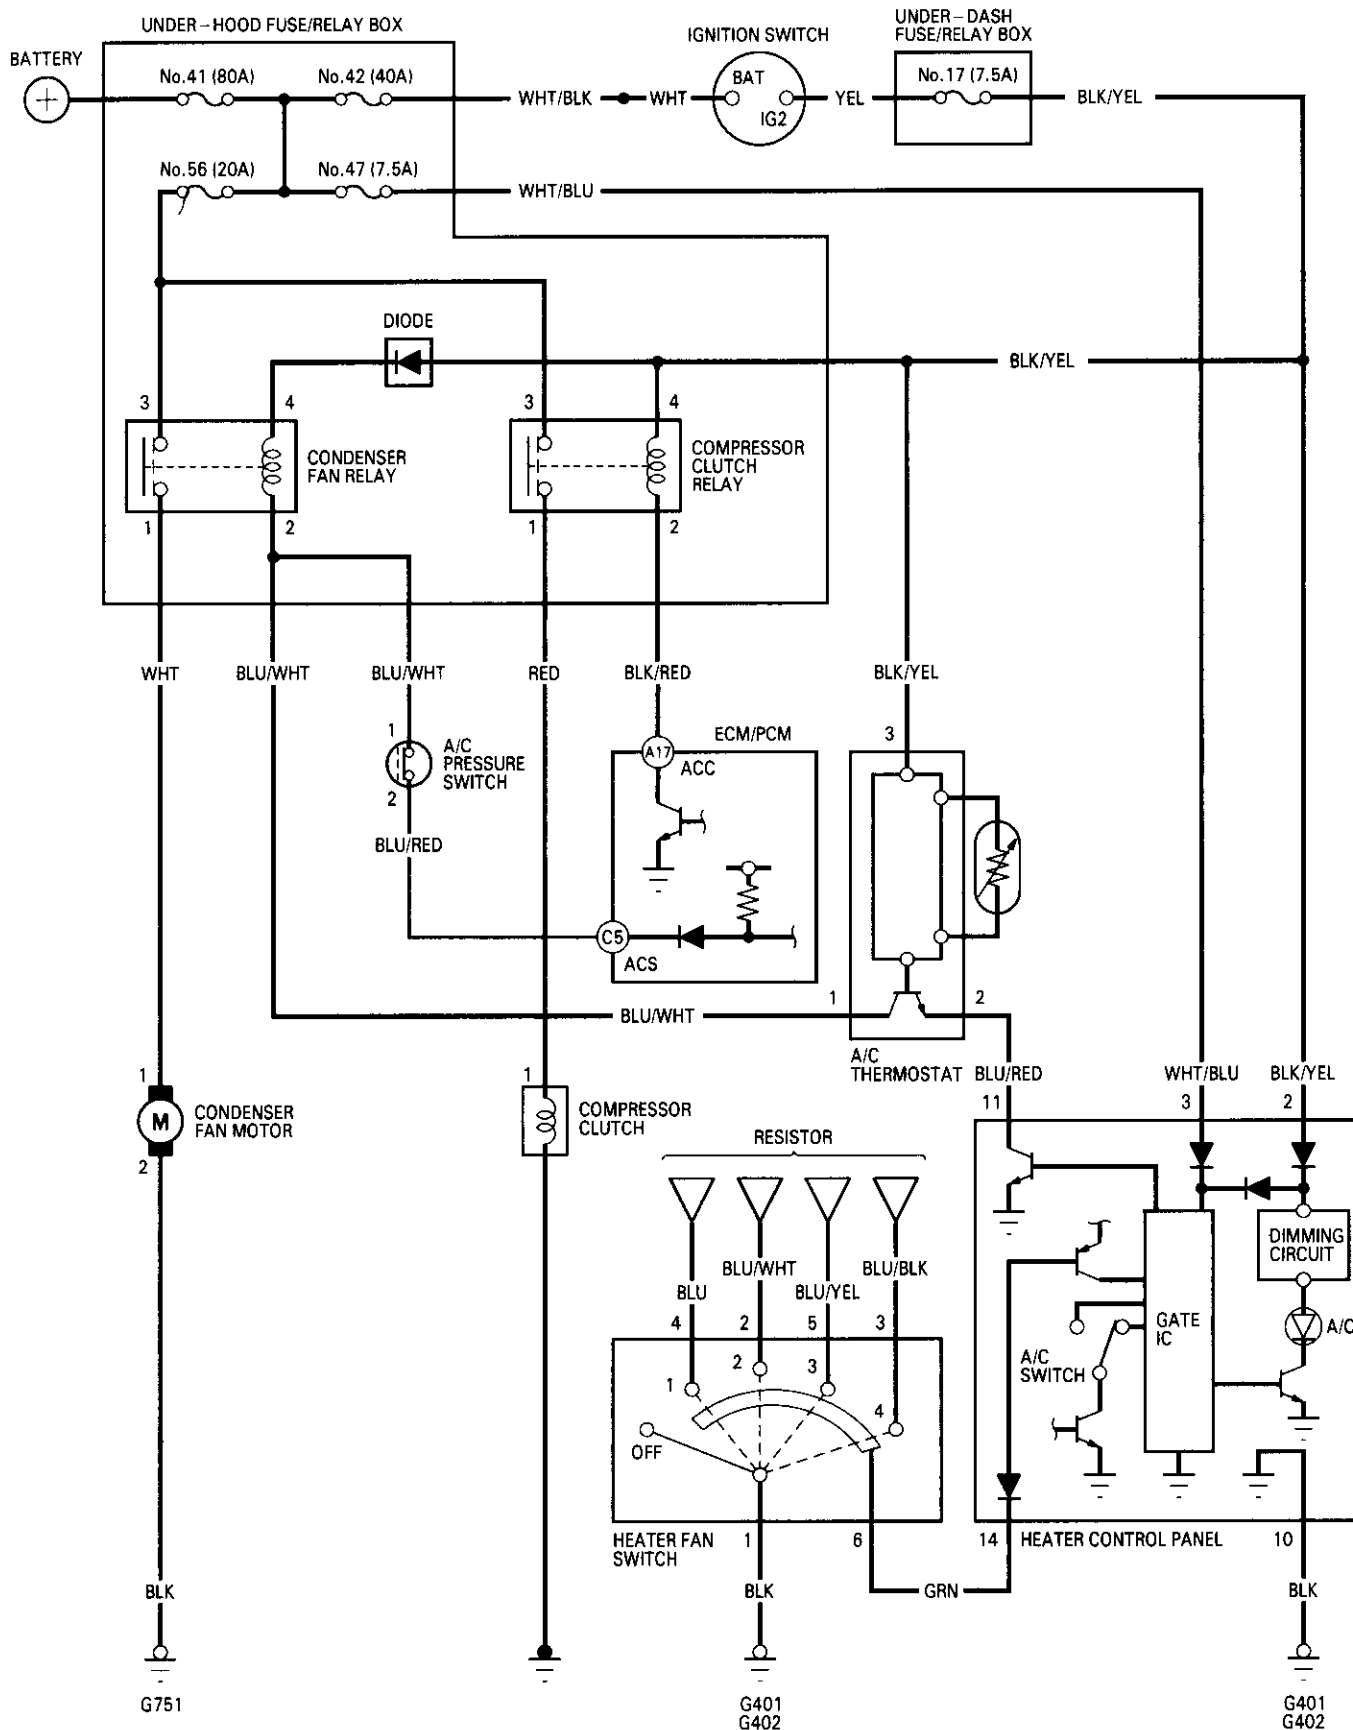 UNDER-HOOD FUSE/RELAY BOX
IGNITION SWITCH
UNDER-DASH
FUSE/RELAY BOX
BATTERY
No.41 (80A)
No.42 (40A)
WHT/BLK
WHT
BAT
IG2
YEL
No.17 (7.5A)
BLK/YEL
No.56 (20A)
No.47 (7.5A)
WHT/BLU
DIODE
BLK/YEL
3
4
3
4
CONDENSER
FAN RELAY
COMPRESSOR
CLUTCH
RELAY
1
2
1
2
WHT
BLU/WHT
BLU/WHT
RED
BLK/RED
BLK/YEL
1
A/C
PRESSURE
SWITCH
2
BLU/RED
ECM/PCM
A17
ACC
C5
ACS
3
1
2
BLU/WHT
A/C
THERMOSTAT
BLU/RED
WHT/BLU
BLK/YEL
11
3
2
1
M
2
CONDENSER
FAN MOTOR
1
COMPRESSOR
CLUTCH
RESISTOR
BLU
BLU/WHT
BLU/YEL
BLU/BLK
4
2
5
3
1
2
3
4
OFF
HEATER FAN
SWITCH
1
6
DIMMING
CIRCUIT
GATE
IC
A/C
A/C
SWITCH
14
HEATER CONTROL PANEL
10
BLK
BLK
GRN
BLK
G751
G401
G402
G401
G402